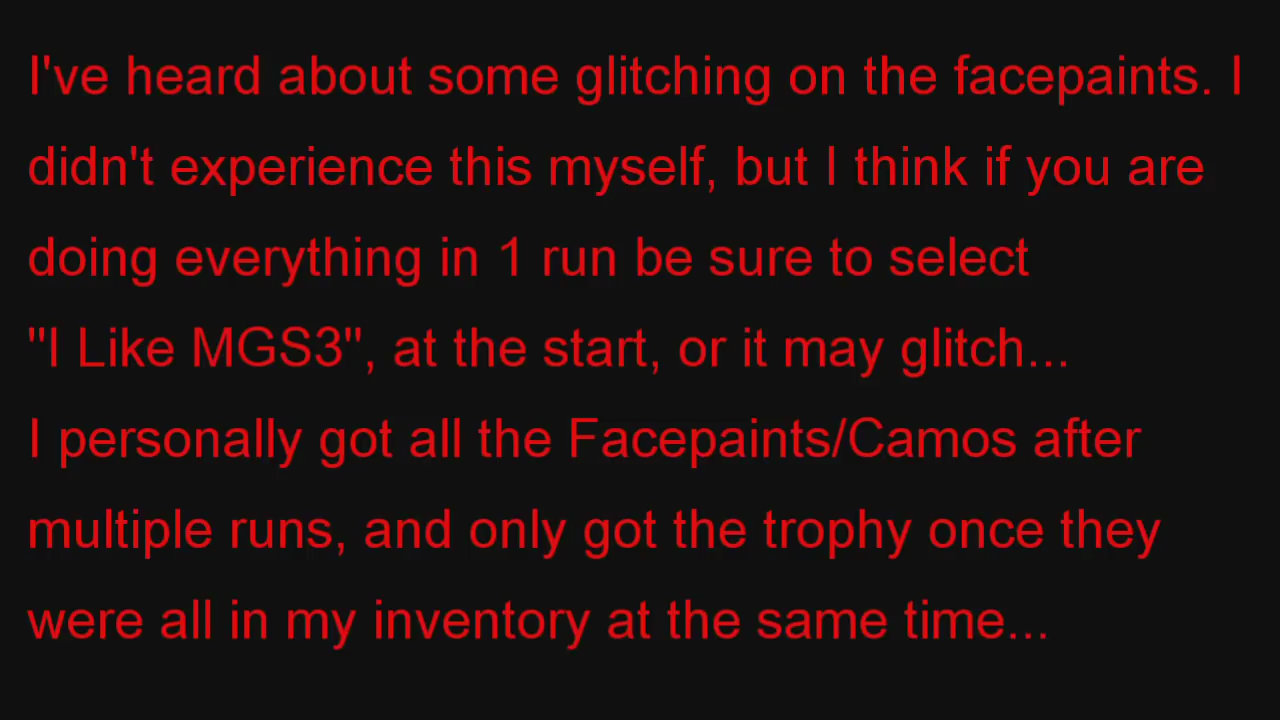 I've heard about some glitching on the facepaints. I
didn't experience this myself, but I think if you are
doing everything in 1 run be sure to select
"I Like MGS3", at the start, or it may glitch...
I personally got all the Facepaints/Camos after
multiple runs, and only got the trophy once they
were all in my inventory at the same time...